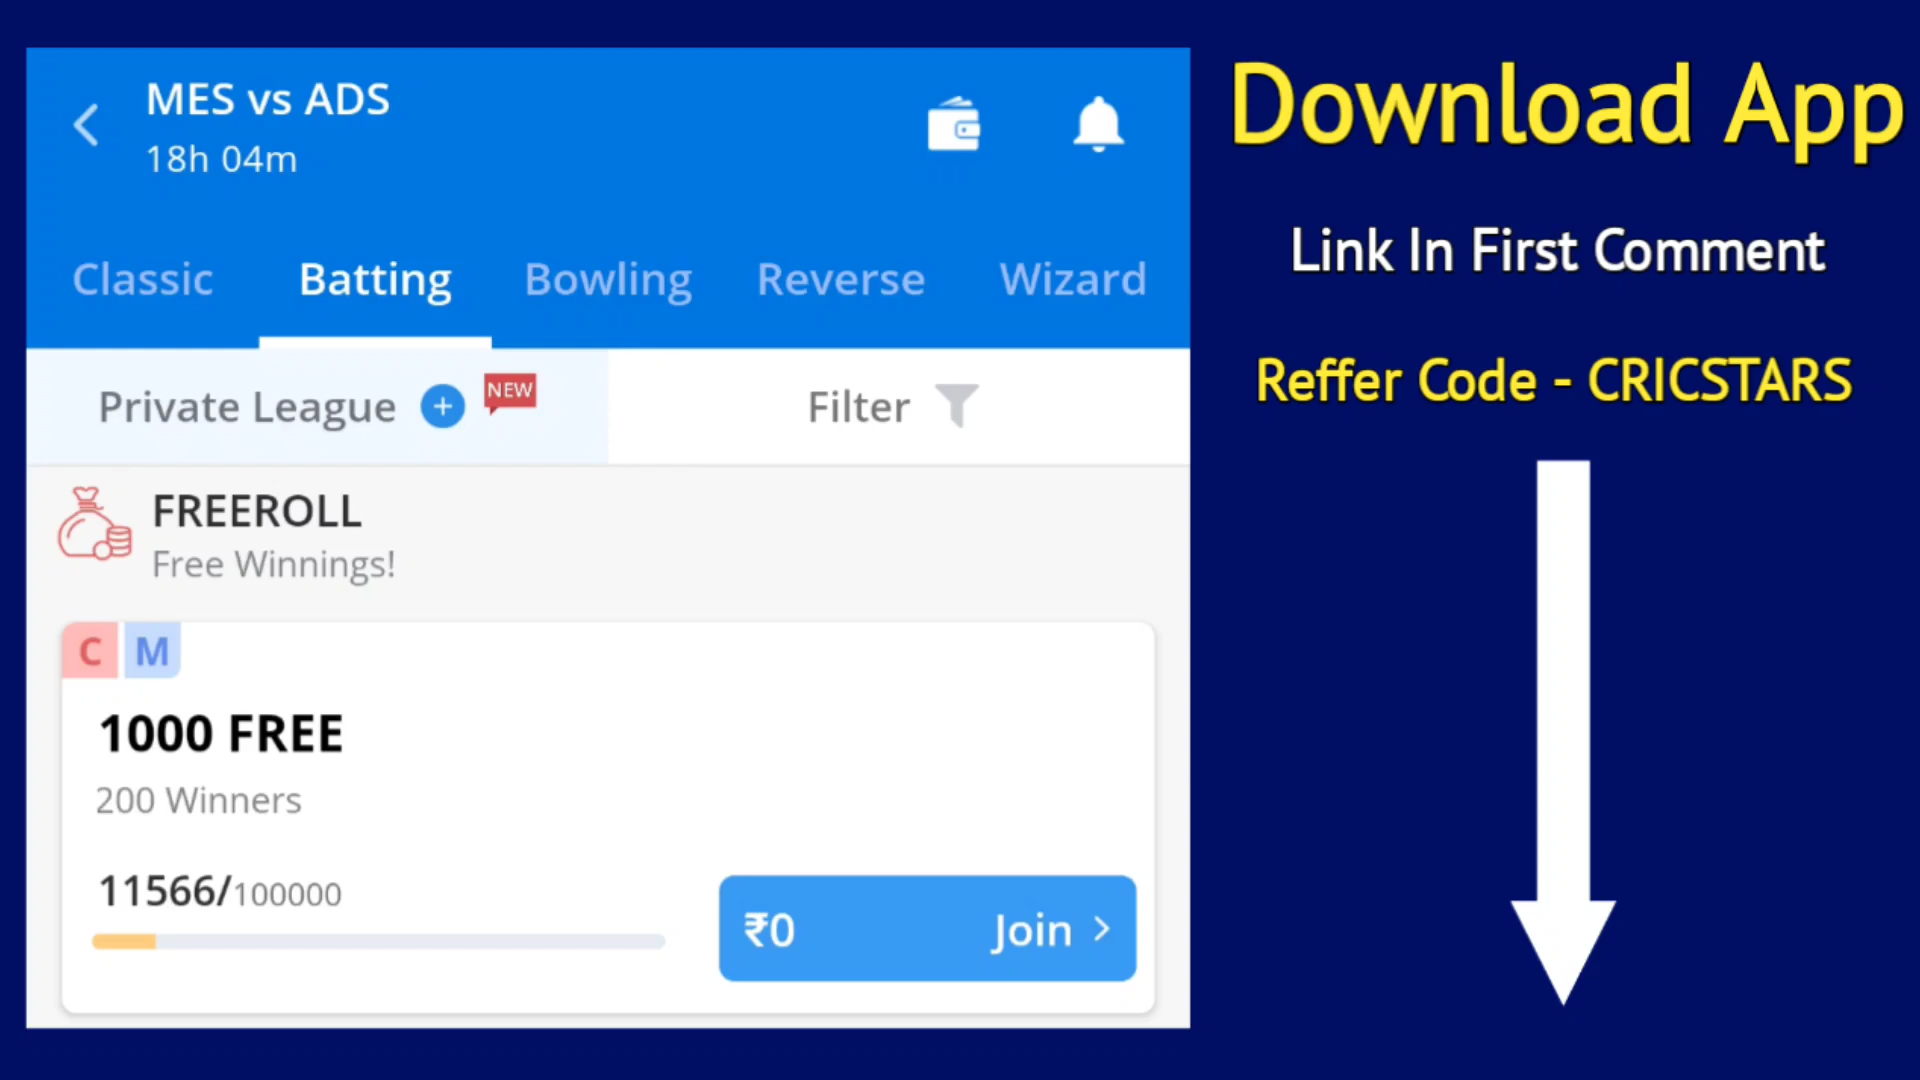 MES vs ADS
18h 04m
Classic Batting Bowling Reverse Wizard
Private League + NEW Filter
FREEROLL
Free Winnings!
C M
1000 FREE
200 Winners
11566/100000
₹0 Join >
Download App
Link In First Comment
Reffer Code - CRICSTARS